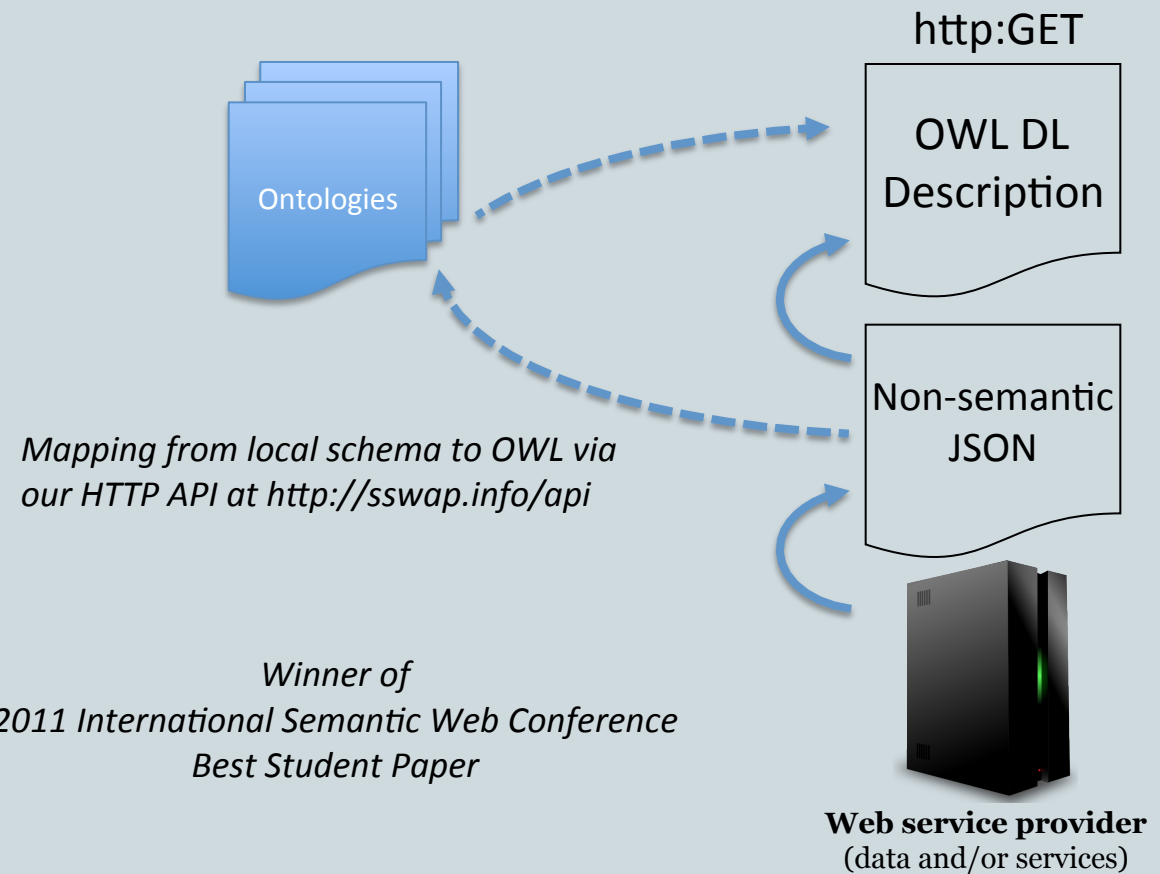 http:GET
OWL DL
Description
Ontologies
Non-semantic
JSON
Mapping from local schema to OWL via
our HTTP API at http://sswap.info/api
Winner of
2011 International Semantic Web Conference
Best Student Paper
Web service provider
(data and/or services)